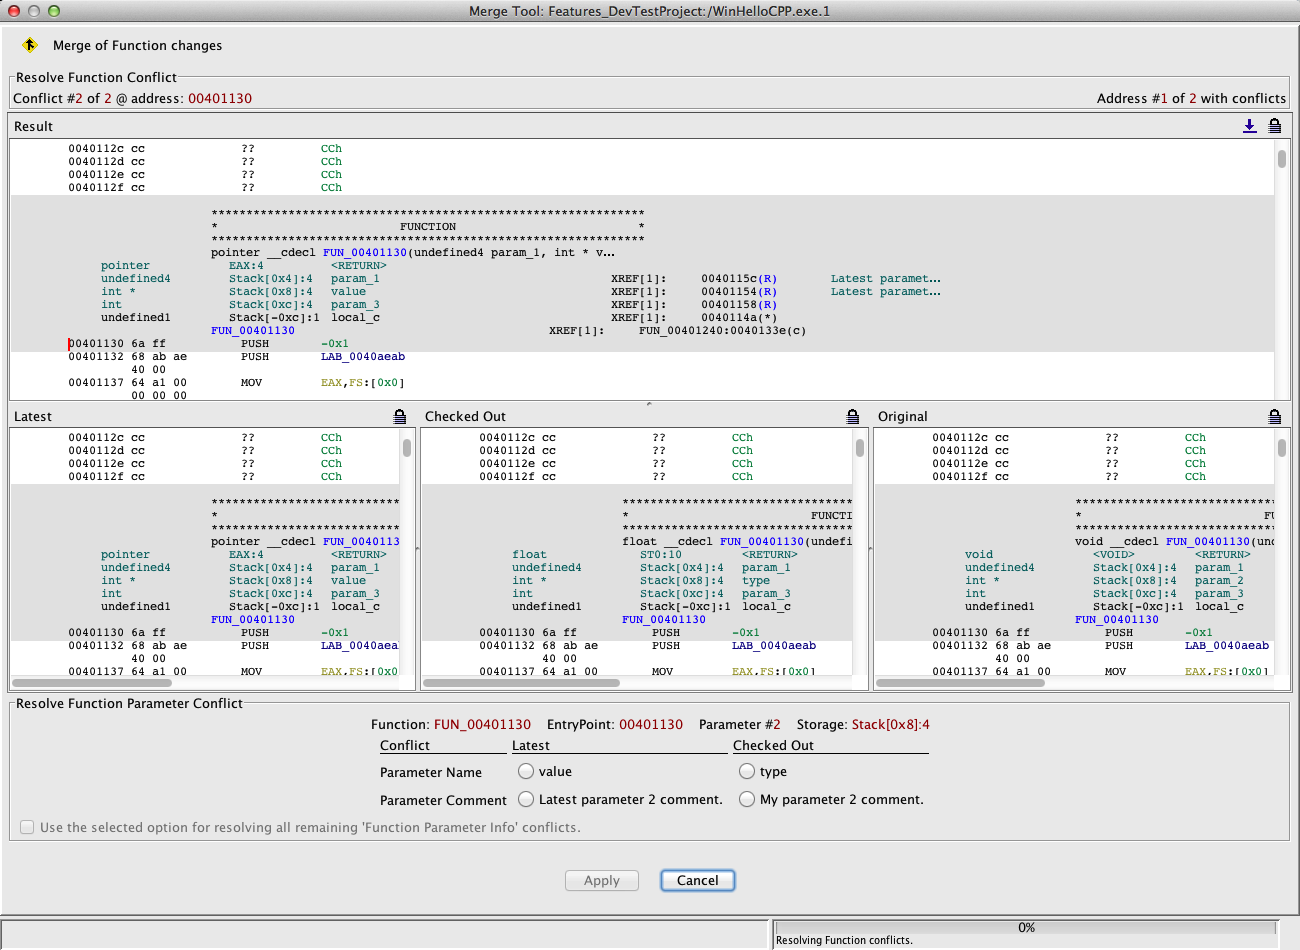 Merge Tool: Features_DevTestProject:/WinHelloCPP.exe.1
Merge of Function changes
Resolve Function Conflict
Conflict #2 of 2 @ address: 00401130 Address #1 of 2 with conflicts
Result
0040112c cc ?? CCh
0040112d cc ?? CCh
0040112e cc ?? CCh
0040112f cc ?? CCh
**************************************************************
* FUNCTION *
**************************************************************
pointer __cdecl FUN_00401130(undefined4 param_1, int * v...
pointer EAX:4 <RETURN>
undefined4 Stack[0x4]:4 param_1 XREF[1]: 0040115c(R) Latest paramet...
int * Stack[0x8]:4 value XREF[1]: 00401154(R) Latest paramet...
int Stack[0xc]:4 param_3 XREF[1]: 00401158(R)
undefined1 Stack[-0xc]:1 local_c XREF[1]: 0040114a(*)
FUN_00401130 XREF[1]: FUN_00401240:0040133e(c)
00401130 6a ff PUSH -0x1
00401132 68 ab ae PUSH LAB_0040aeab
40 00
00401137 64 a1 00 MOV EAX,FS:[0x0]
00 00 00
Latest
0040112c cc ?? CCh
0040112d cc ?? CCh
0040112e cc ?? CCh
0040112f cc ?? CCh
***************************
*
***************************
pointer __cdecl FUN_0040113
pointer EAX:4 <RETURN>
undefined4 Stack[0x4]:4 param_1
int * Stack[0x8]:4 value
int Stack[0xc]:4 param_3
undefined1 Stack[-0xc]:1 local_c
FUN_00401130
00401130 6a ff PUSH -0x1
00401132 68 ab ae PUSH LAB_0040aea
40 00
00401137 64 a1 00 MOV EAX,FS:[0x0
Checked Out
0040112c cc ?? CCh
0040112d cc ?? CCh
0040112e cc ?? CCh
0040112f cc ?? CCh
*********************************
* FUNCTI
*********************************
float __cdecl FUN_00401130(undefi
float ST0:10 <RETURN>
undefined4 Stack[0x4]:4 param_1
int * Stack[0x8]:4 type
int Stack[0xc]:4 param_3
undefined1 Stack[-0xc]:1 local_c
FUN_00401130
00401130 6a ff PUSH -0x1
00401132 68 ab ae PUSH LAB_0040aeab
40 00
00401137 64 a1 00 MOV EAX,FS:[0x0]
Original
0040112c cc ?? CCh
0040112d cc ?? CCh
0040112e cc ?? CCh
0040112f cc ?? CCh
*****************************
* FU
*****************************
void __cdecl FUN_00401130(und
void <VOID> <RETURN>
undefined4 Stack[0x4]:4 param_1
int * Stack[0x8]:4 param_2
int Stack[0xc]:4 param_3
undefined1 Stack[-0xc]:1 local_c
FUN_00401130
00401130 6a ff PUSH -0x1
00401132 68 ab ae PUSH LAB_0040aeab
40 00
00401137 64 a1 00 MOV EAX,FS:[0x0]
Resolve Function Parameter Conflict
Function: FUN_00401130 EntryPoint: 00401130 Parameter #2 Storage: Stack[0x8]:4
Conflict Latest Checked Out
Parameter Name value type
Parameter Comment Latest parameter 2 comment. My parameter 2 comment.
Use the selected option for resolving all remaining 'Function Parameter Info' conflicts.
Apply Cancel
0%
Resolving Function conflicts.